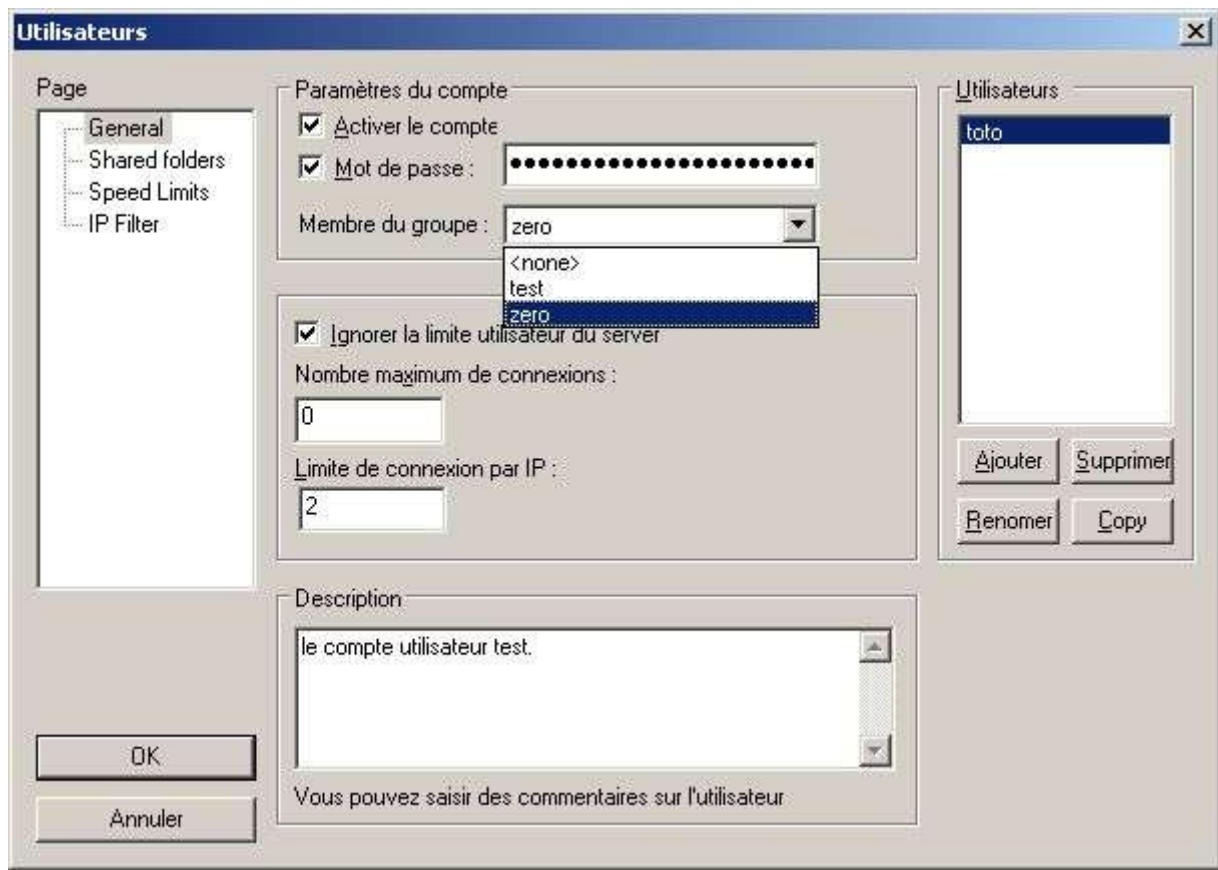 Utilisateurs
Page
General
Shared folders
Speed Limits
IP Filter
OK
Annuler
Paramètres du compte
Activer le compte
Mot de passe : ••••••••••••••••••••••
Membre du groupe : zero
<none>
test
zero
Ignorer la limite utilisateur du server
Nombre maximum de connexions :
0
Limite de connexion par IP :
2
Description
le compte utilisateur test.
Vous pouvez saisir des commentaires sur l'utilisateur
Utilisateurs
toto
Ajouter Supprimer
Renomer Copy